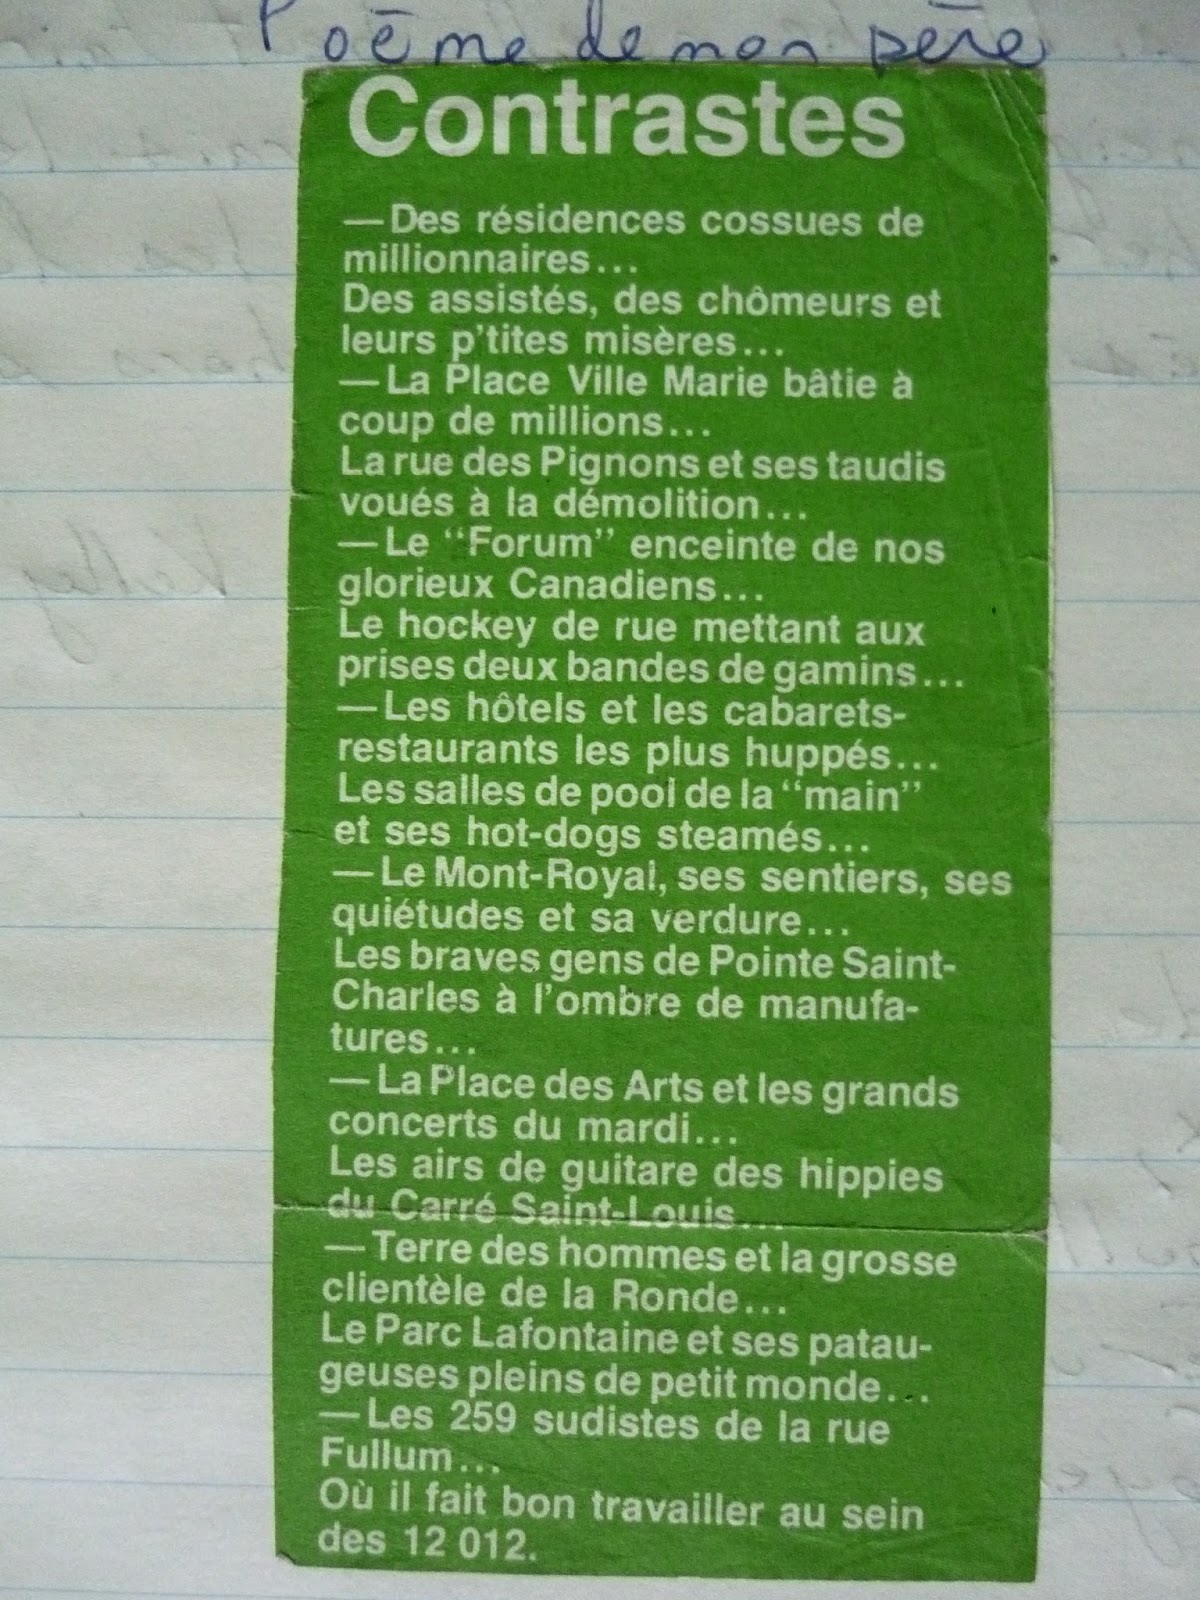 Poème de mon père
Contrastes
—Des résidences cossues de
millionnaires...
Des assistés, des chômeurs et
leurs p'tites misères...
—La Place Ville Marie bâtie à
coup de millions...
La rue des Pignons et ses taudis
voués à la démolition...
—Le "Forum" enceinte de nos
glorieux Canadiens...
Le hockey de rue mettant aux
prises deux bandes de gamins...
—Les hôtels et les cabarets-
restaurants les plus huppés...
Les salles de pool de la "main"
et ses hot-dogs steamés...
—Le Mont-Royal, ses sentiers, ses
quiétudes et sa verdure...
Les braves gens de Pointe Saint-
Charles à l'ombre de manufa-
tures...
—La Place des Arts et les grands
concerts du mardi...
Les airs de guitare des hippies
du Carré Saint-Louis...
—Terre des hommes et la grosse
clientèle de la Ronde...
Le Parc Lafontaine et ses patau-
geuses pleins de petit monde...
—Les 259 sudistes de la rue
Fullum...
Où il fait bon travailler au sein
des 12 012.